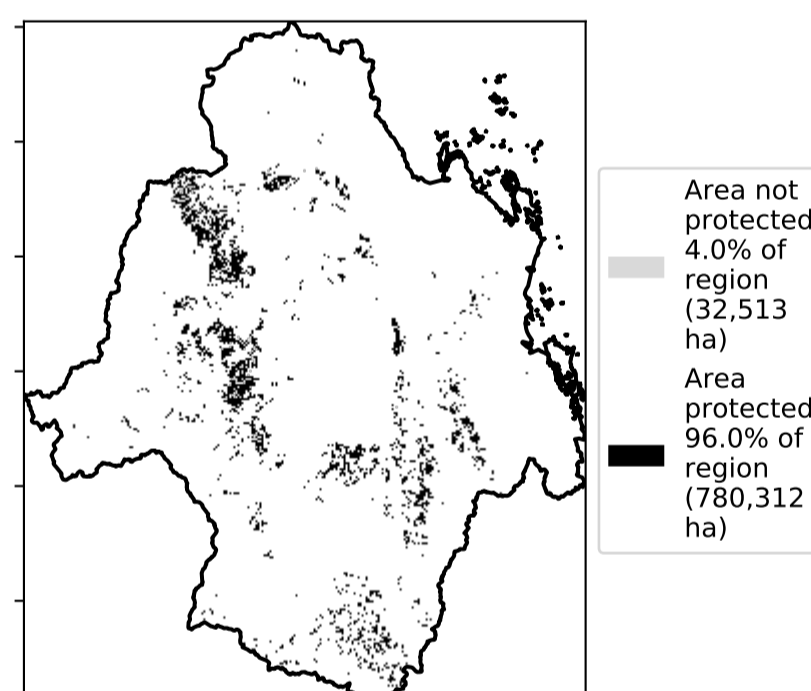 Area not
protected
4.0% of
region
(32,513
ha)
Area
protected
96.0% of
region
(780,312
ha)